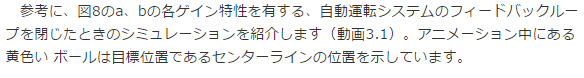 参考に、図8のa、bの各ゲイン特性を有する、自動運転システムのフィードバックルー
プを閉じたときのシミュレーションを紹介します（動画3.1）。アニメーション中にある
黄色い ボールは目標位置であるセンターラインの位置を示しています。